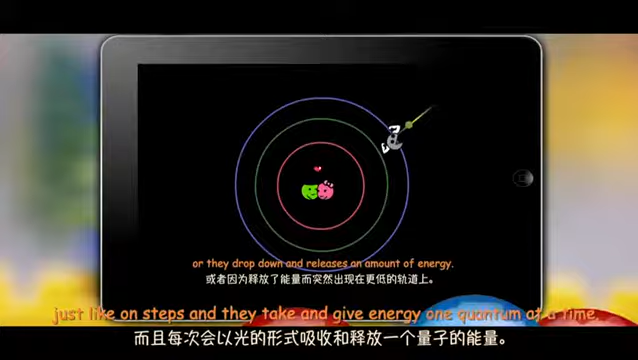 or they drop down and releases an amount of energy.
或者因为释放了能量而突然出现在更低的轨道上。
just like on steps and they take and give energy one quantum at a time,
而且每次会以光的形式吸收和释放一个量子的能量。